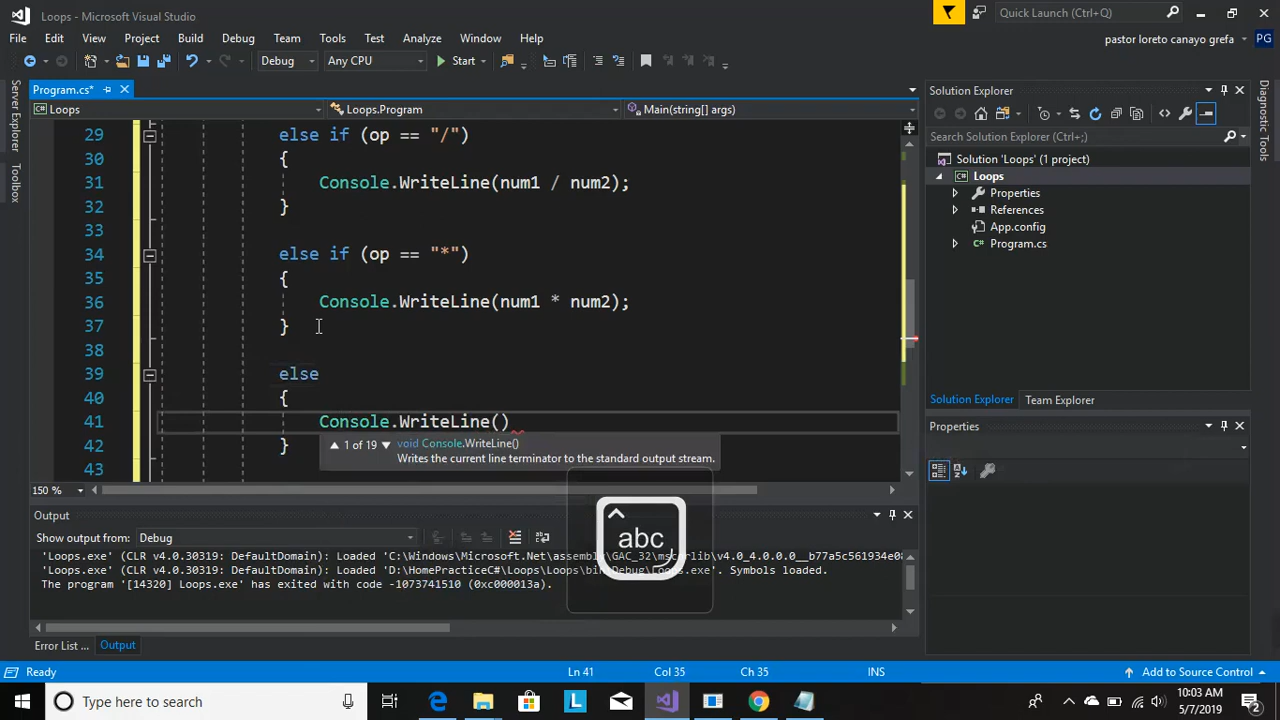 Loops - Microsoft Visual Studio
Quick Launch (Ctrl+Q)
File Edit View Project Build Debug Team Tools Test Analyze Window Help
pastor loreto canayo grefa PG
Debug Any CPU Start
Server Explorer
Toolbox
Program.cs*
Loops Loops.Program Main(string[] args)
29 else if (op == "/")
30 {
31 Console.WriteLine(num1 / num2);
32 }
33
34 else if (op == "*")
35 {
36 Console.WriteLine(num1 * num2);
37 }
38
39 else
40 {
41 Console.WriteLine()
1 of 19 void Console.WriteLine()
Writes the current line terminator to the standard output stream.
42 }
43
150 %
abc
Output
Show output from: Debug
'Loops.exe' (CLR v4.0.30319: DefaultDomain): Loaded 'C:\Windows\Microsoft.Net\assembly\GAC_32\mscorlib\v4.0_4.0.0.0__b77a5c561934e08
'Loops.exe' (CLR v4.0.30319: DefaultDomain): Loaded 'D:\HomePracticeC#\Loops\Loops\bin\Debug\Loops.exe'. Symbols loaded.
The program '[14320] Loops.exe' has exited with code -1073741510 (0xc000013a).
Error List ... Output
Solution Explorer
Search Solution Explorer (Ctrl+;)
Solution 'Loops' (1 project)
Loops
Properties
References
App.config
Program.cs
Solution Explorer Team Explorer
Properties
Diagnostic Tools
Ready Ln 41 Col 35 Ch 35 INS Add to Source Control
Type here to search
L
10:03 AM
5/7/2019
2